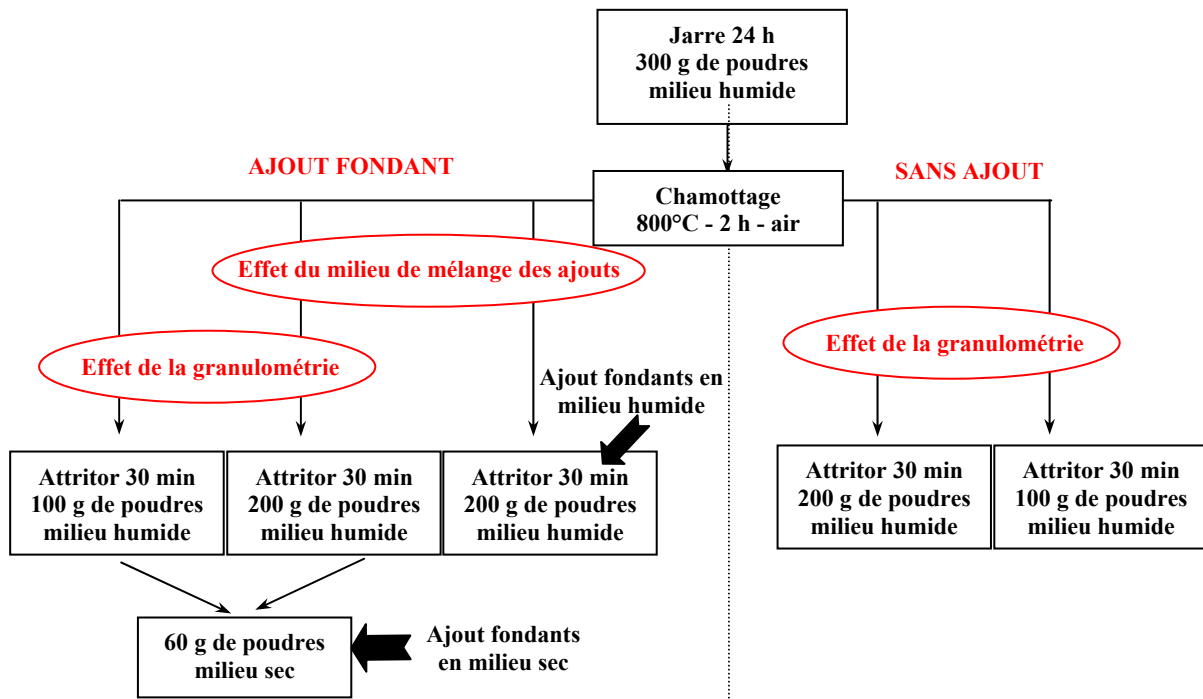 Jarre 24 h
300 g de poudres
milieu humide
AJOUT FONDANT
SANS AJOUT
Chamottage
800°C - 2 h - air
Effet du milieu de mélange des ajouts
Effet de la granulométrie
Effet de la granulométrie
Ajout fondants en
milieu humide
Attritor 30 min
100 g de poudres
milieu humide
Attritor 30 min
200 g de poudres
milieu humide
Attritor 30 min
200 g de poudres
milieu humide
Attritor 30 min
200 g de poudres
milieu humide
Attritor 30 min
100 g de poudres
milieu humide
60 g de poudres
milieu sec
Ajout fondants
en milieu sec